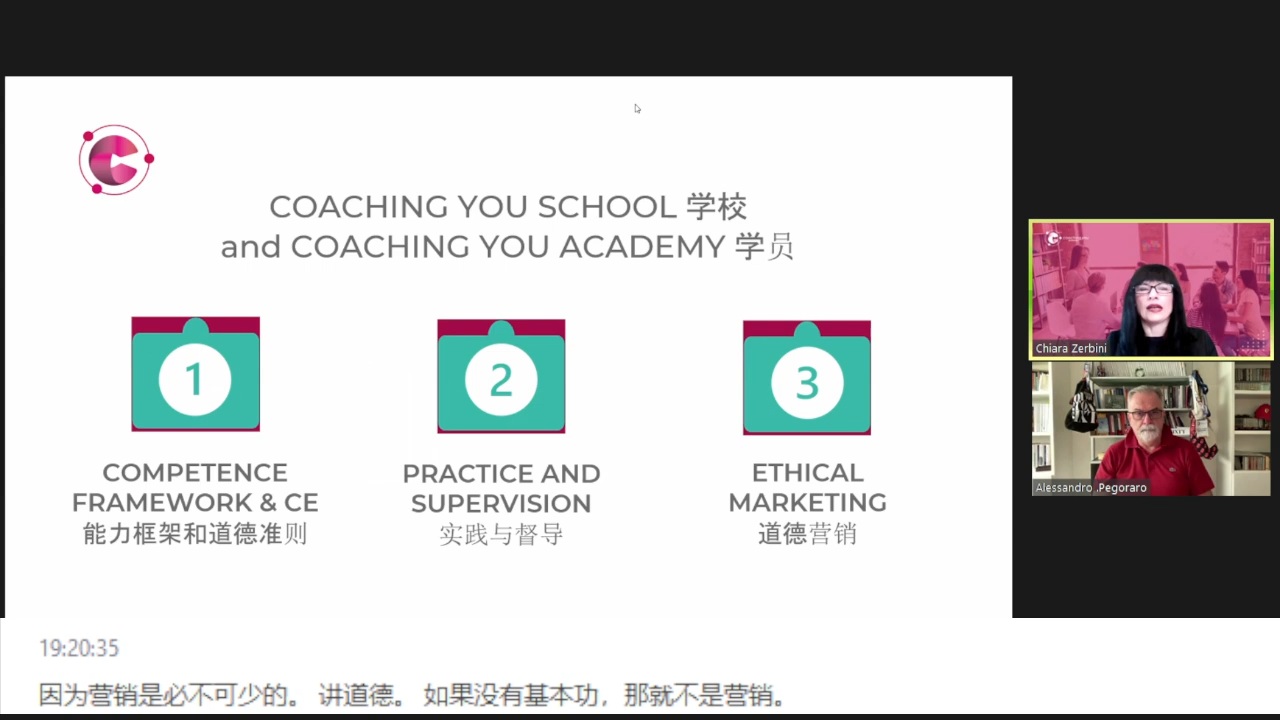 COACHING YOU SCHOOL 学校
and COACHING YOU ACADEMY 学员
1
2
3
COMPETENCE
FRAMEWORK & CE
能力框架和道德准则
PRACTICE AND
SUPERVISION
实践与督导
ETHICAL
MARKETING
道德营销
Chiara Zerbini
Alessandro .Pegoraro
19:20:35
因为营销是必不可少的。 讲道德。 如果没有基本功，那就不是营销。